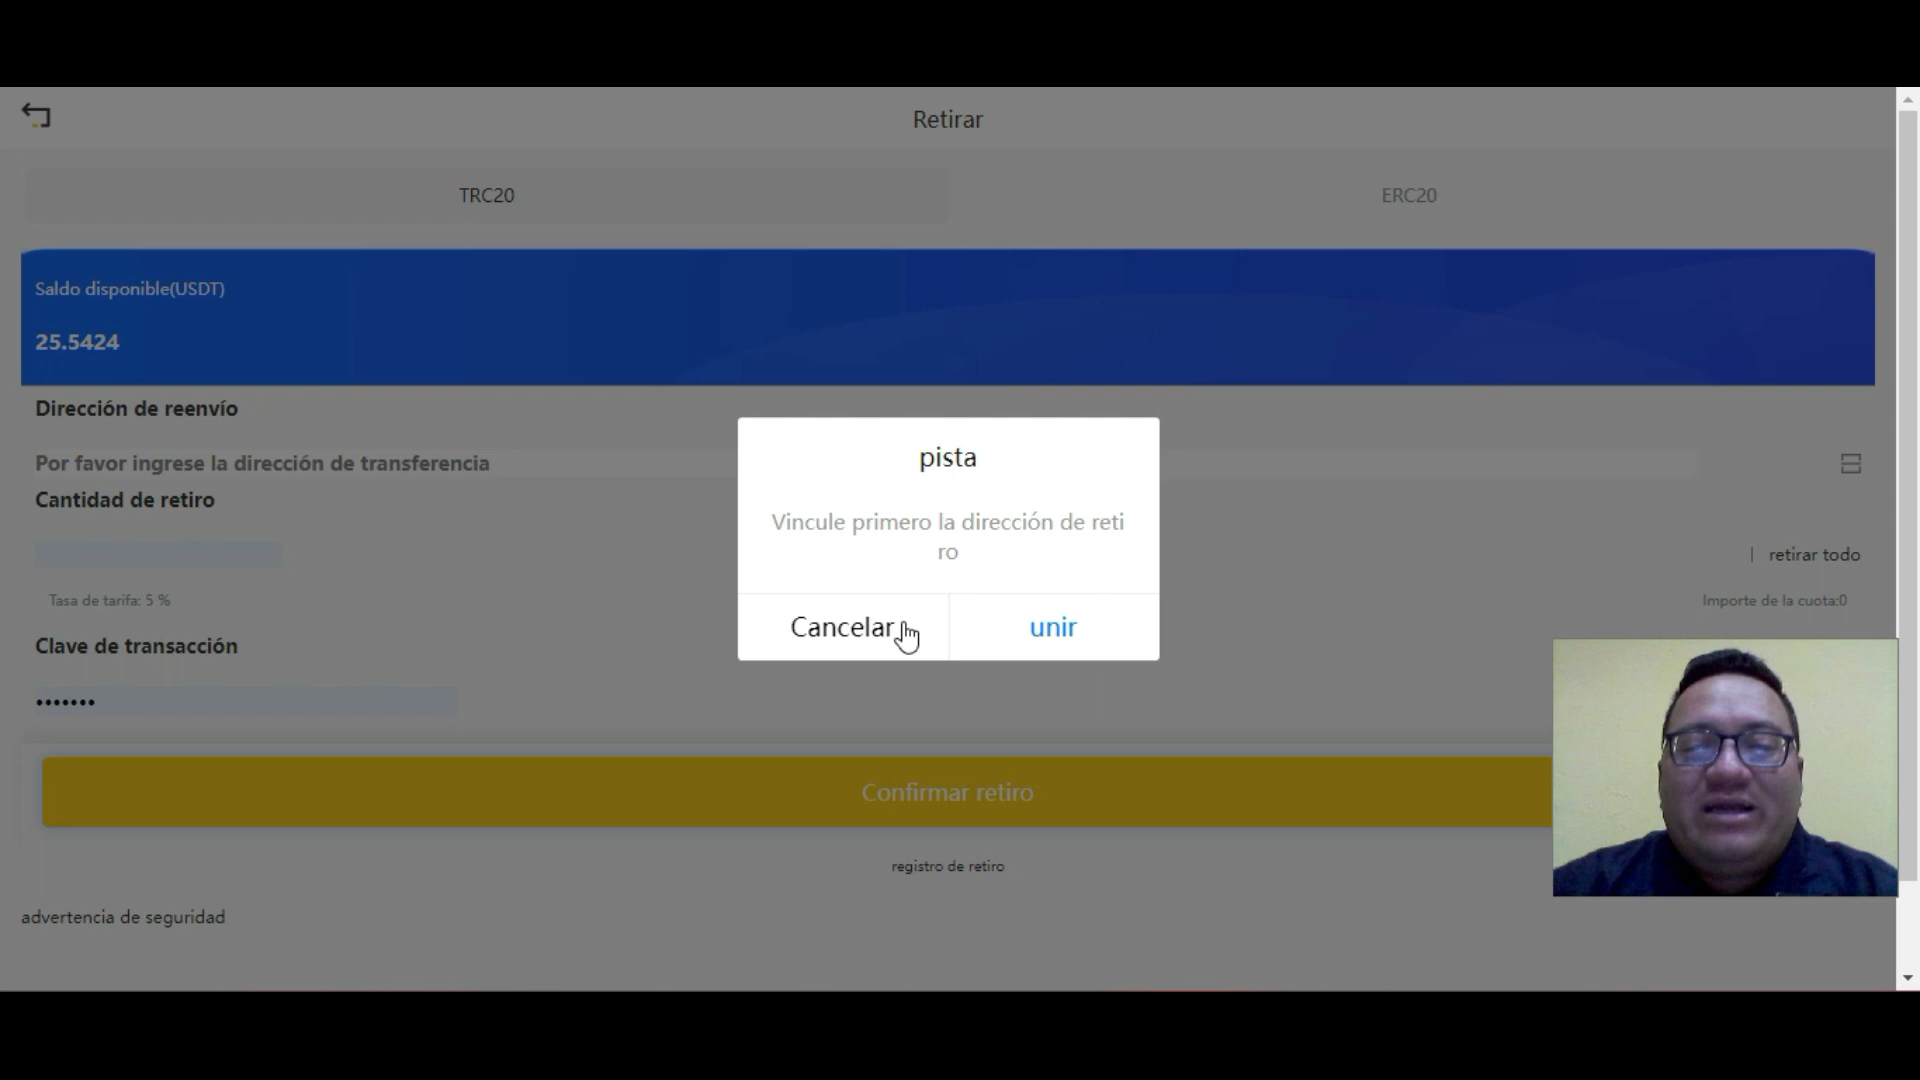 Retirar
TRC20
ERC20
Saldo disponible(USDT)
25.5424
Dirección de reenvío
Por favor ingrese la dirección de transferencia
Cantidad de retiro
retirar todo
Tasa de tarifa: 5 %
Importe de la cuota:0
Clave de transacción
•••••••
pista
Vincule primero la dirección de reti
ro
Cancelar
unir
Confirmar retiro
registro de retiro
advertencia de seguridad